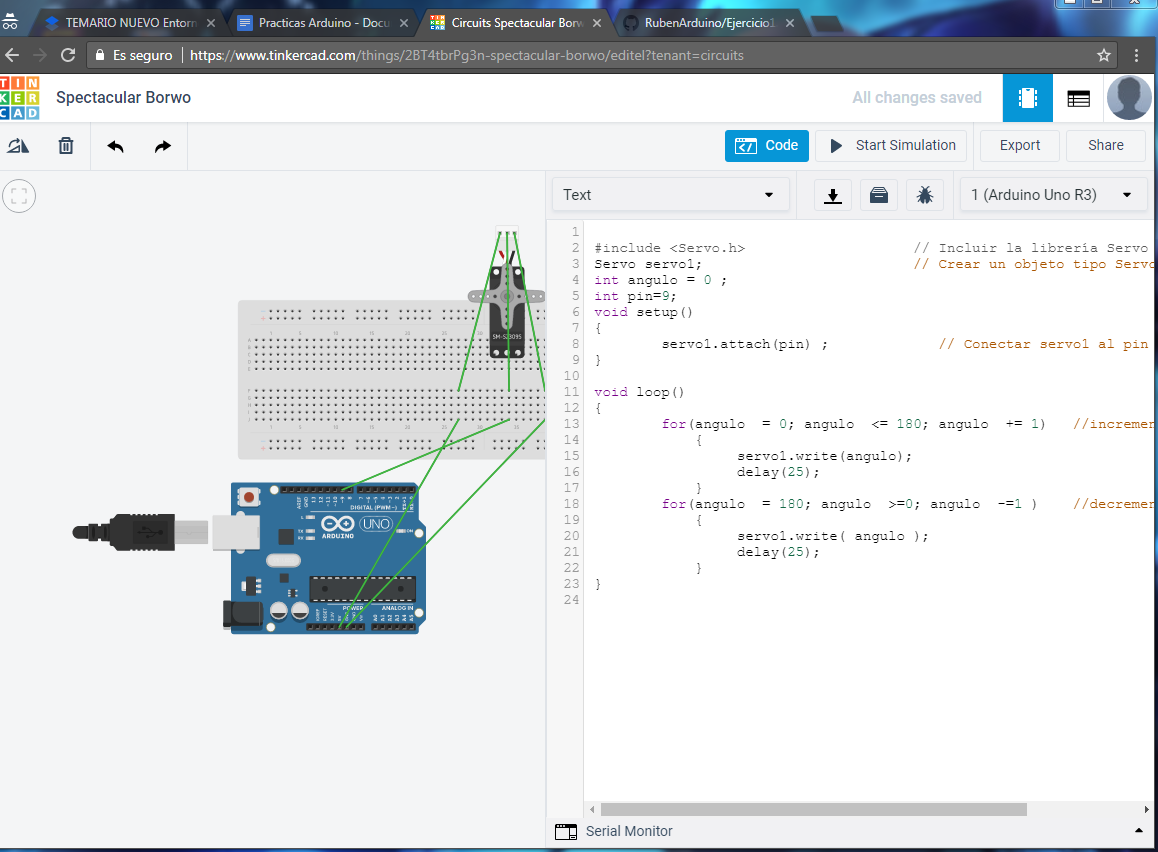 TEMARIO NUEVO Entorn
Practicas Arduino - Docu
Circuits Spectacular Borw
RubenArduino/Ejercicio1
Es seguro
https://www.tinkercad.com/things/2BT4tbrPg3n-spectacular-borwo/editel?tenant=circuits
TIN
KER
CAD
Spectacular Borwo
All changes saved
Code
Start Simulation
Export
Share
Text
1 (Arduino Uno R3)
1
2 #include <Servo.h> // Incluir la librería Servo
3 Servo servo1; // Crear un objeto tipo Servo
4 int angulo = 0 ;
5 int pin=9;
6 void setup()
7 {
8 servo1.attach(pin) ; // Conectar servo1 al pin
9 }
10
11 void loop()
12 {
13 for(angulo = 0; angulo <= 180; angulo += 1) //incremen
14 {
15 servo1.write(angulo);
16 delay(25);
17 }
18 for(angulo = 180; angulo >=0; angulo -=1 ) //decremen
19 {
20 servo1.write( angulo );
21 delay(25);
22 }
23 }
24
DIGITAL (PWM~)
UNO
ARDUINO
TX
RX
L
ON
POWER
ANALOG IN
Serial Monitor